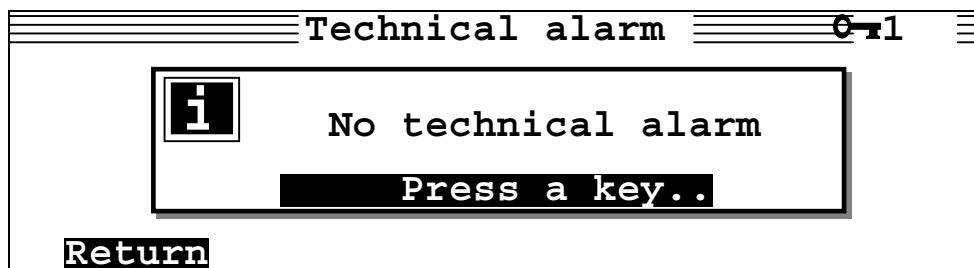 Technical alarm 1
i
No technical alarm
Press a key..
Return